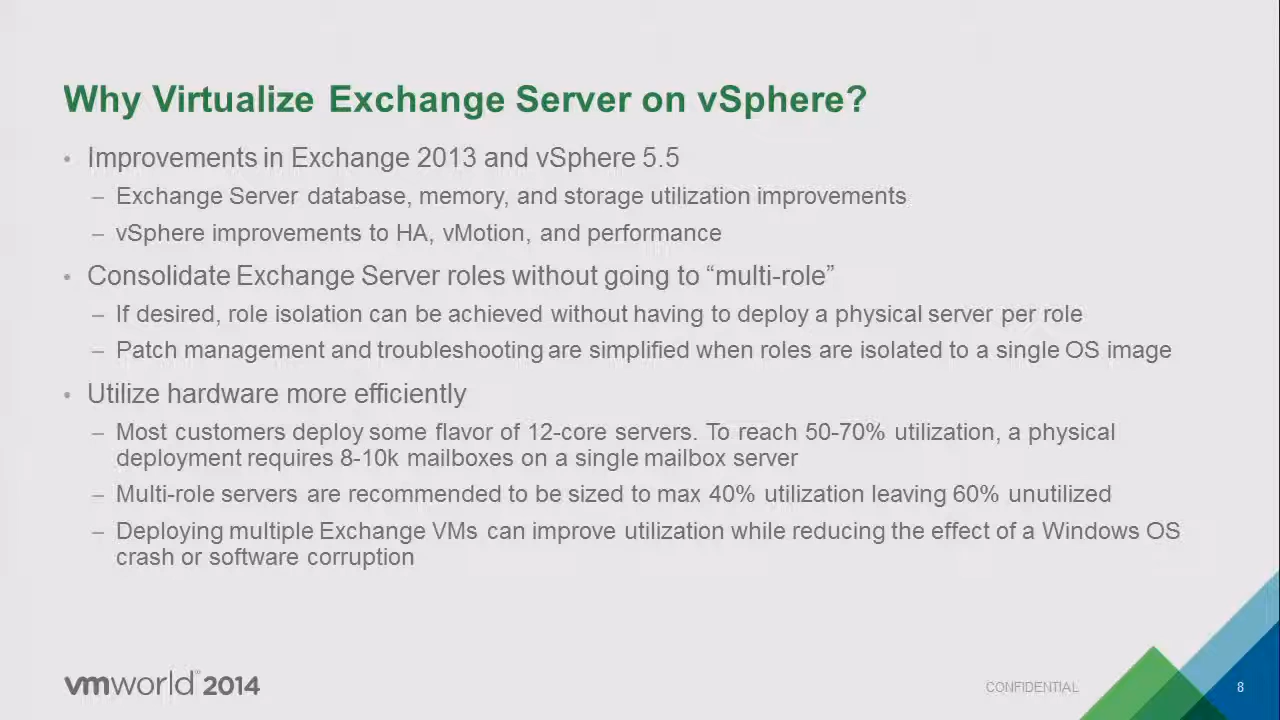 Why Virtualize Exchange Server on vSphere?
• Improvements in Exchange 2013 and vSphere 5.5
– Exchange Server database, memory, and storage utilization improvements
– vSphere improvements to HA, vMotion, and performance
• Consolidate Exchange Server roles without going to “multi-role”
– If desired, role isolation can be achieved without having to deploy a physical server per role
– Patch management and troubleshooting are simplified when roles are isolated to a single OS image
• Utilize hardware more efficiently
– Most customers deploy some flavor of 12-core servers. To reach 50-70% utilization, a physical
deployment requires 8-10k mailboxes on a single mailbox server
– Multi-role servers are recommended to be sized to max 40% utilization leaving 60% unutilized
– Deploying multiple Exchange VMs can improve utilization while reducing the effect of a Windows OS
crash or software corruption
vmworld™ 2014
CONFIDENTIAL
8